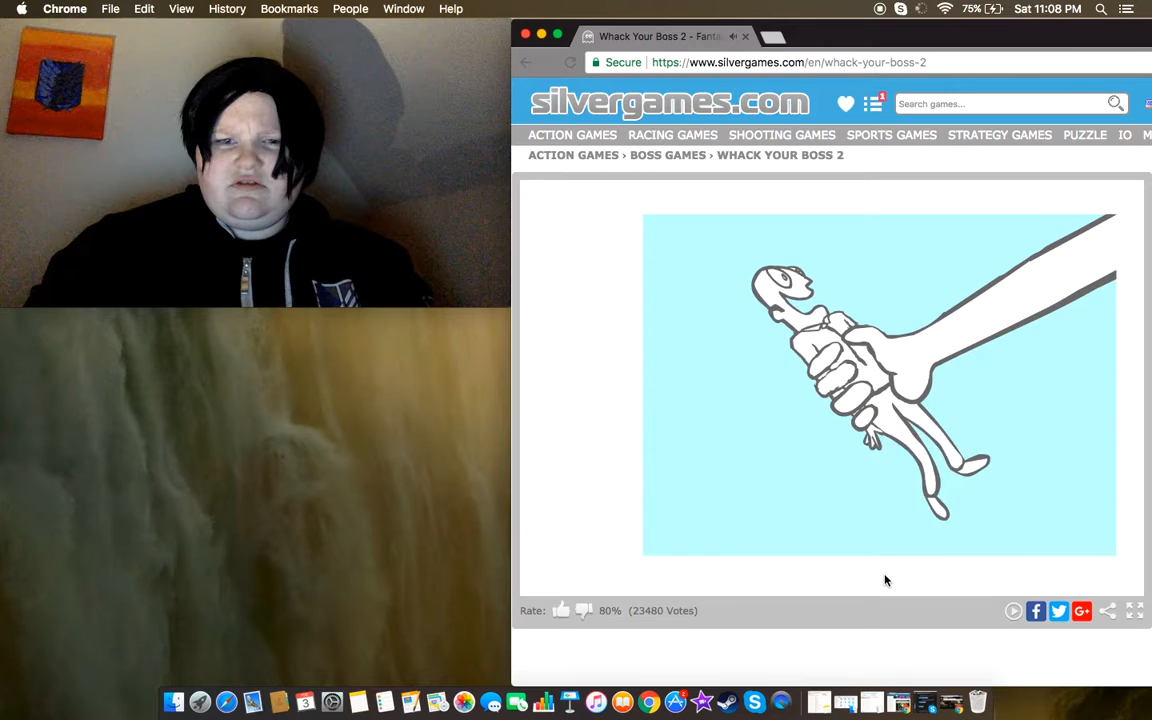 Chrome File Edit View History Bookmarks People Window Help 75% Sat 11:08 PM
Whack Your Boss 2 - Fanta
Secure https://www.silvergames.com/en/whack-your-boss-2
silvergames.com 1 Search games...
ACTION GAMES RACING GAMES SHOOTING GAMES SPORTS GAMES STRATEGY GAMES PUZZLE IO M
ACTION GAMES › BOSS GAMES › WHACK YOUR BOSS 2
Rate: 80% (23480 Votes) G+
3